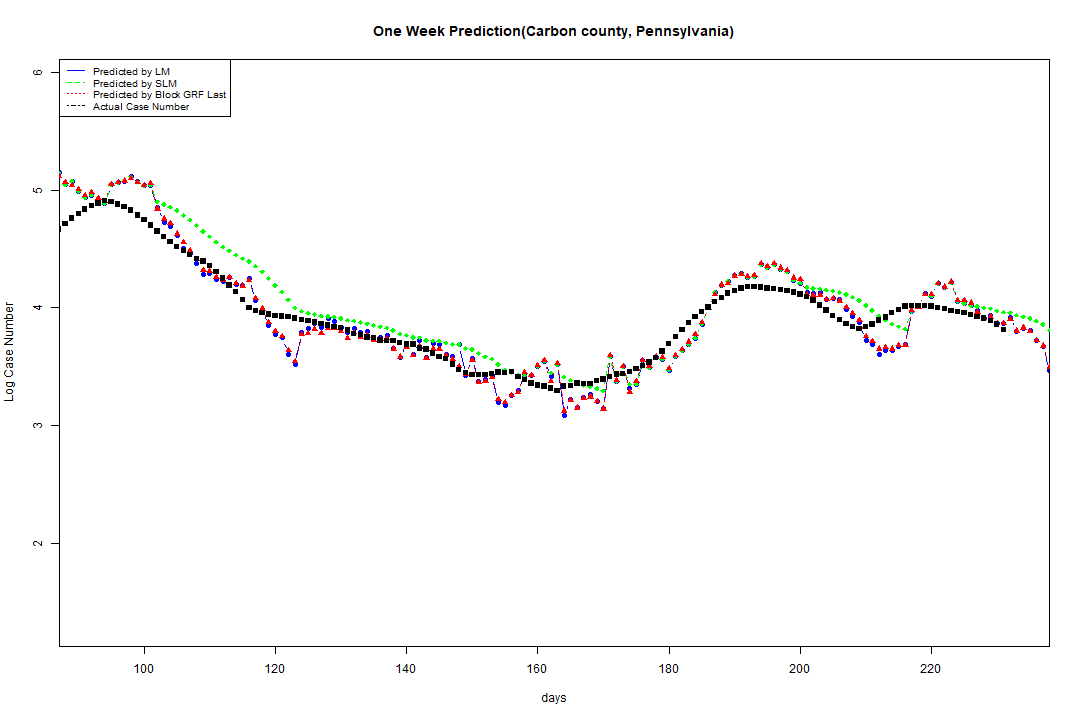 One Week Prediction(Carbon county, Pennsylvania)
Predicted by LM
Predicted by SLM
Predicted by Block GRF Last
Actual Case Number
6
5
4
3
2
Log Case Number
100 120 140 160 180 200 220
days